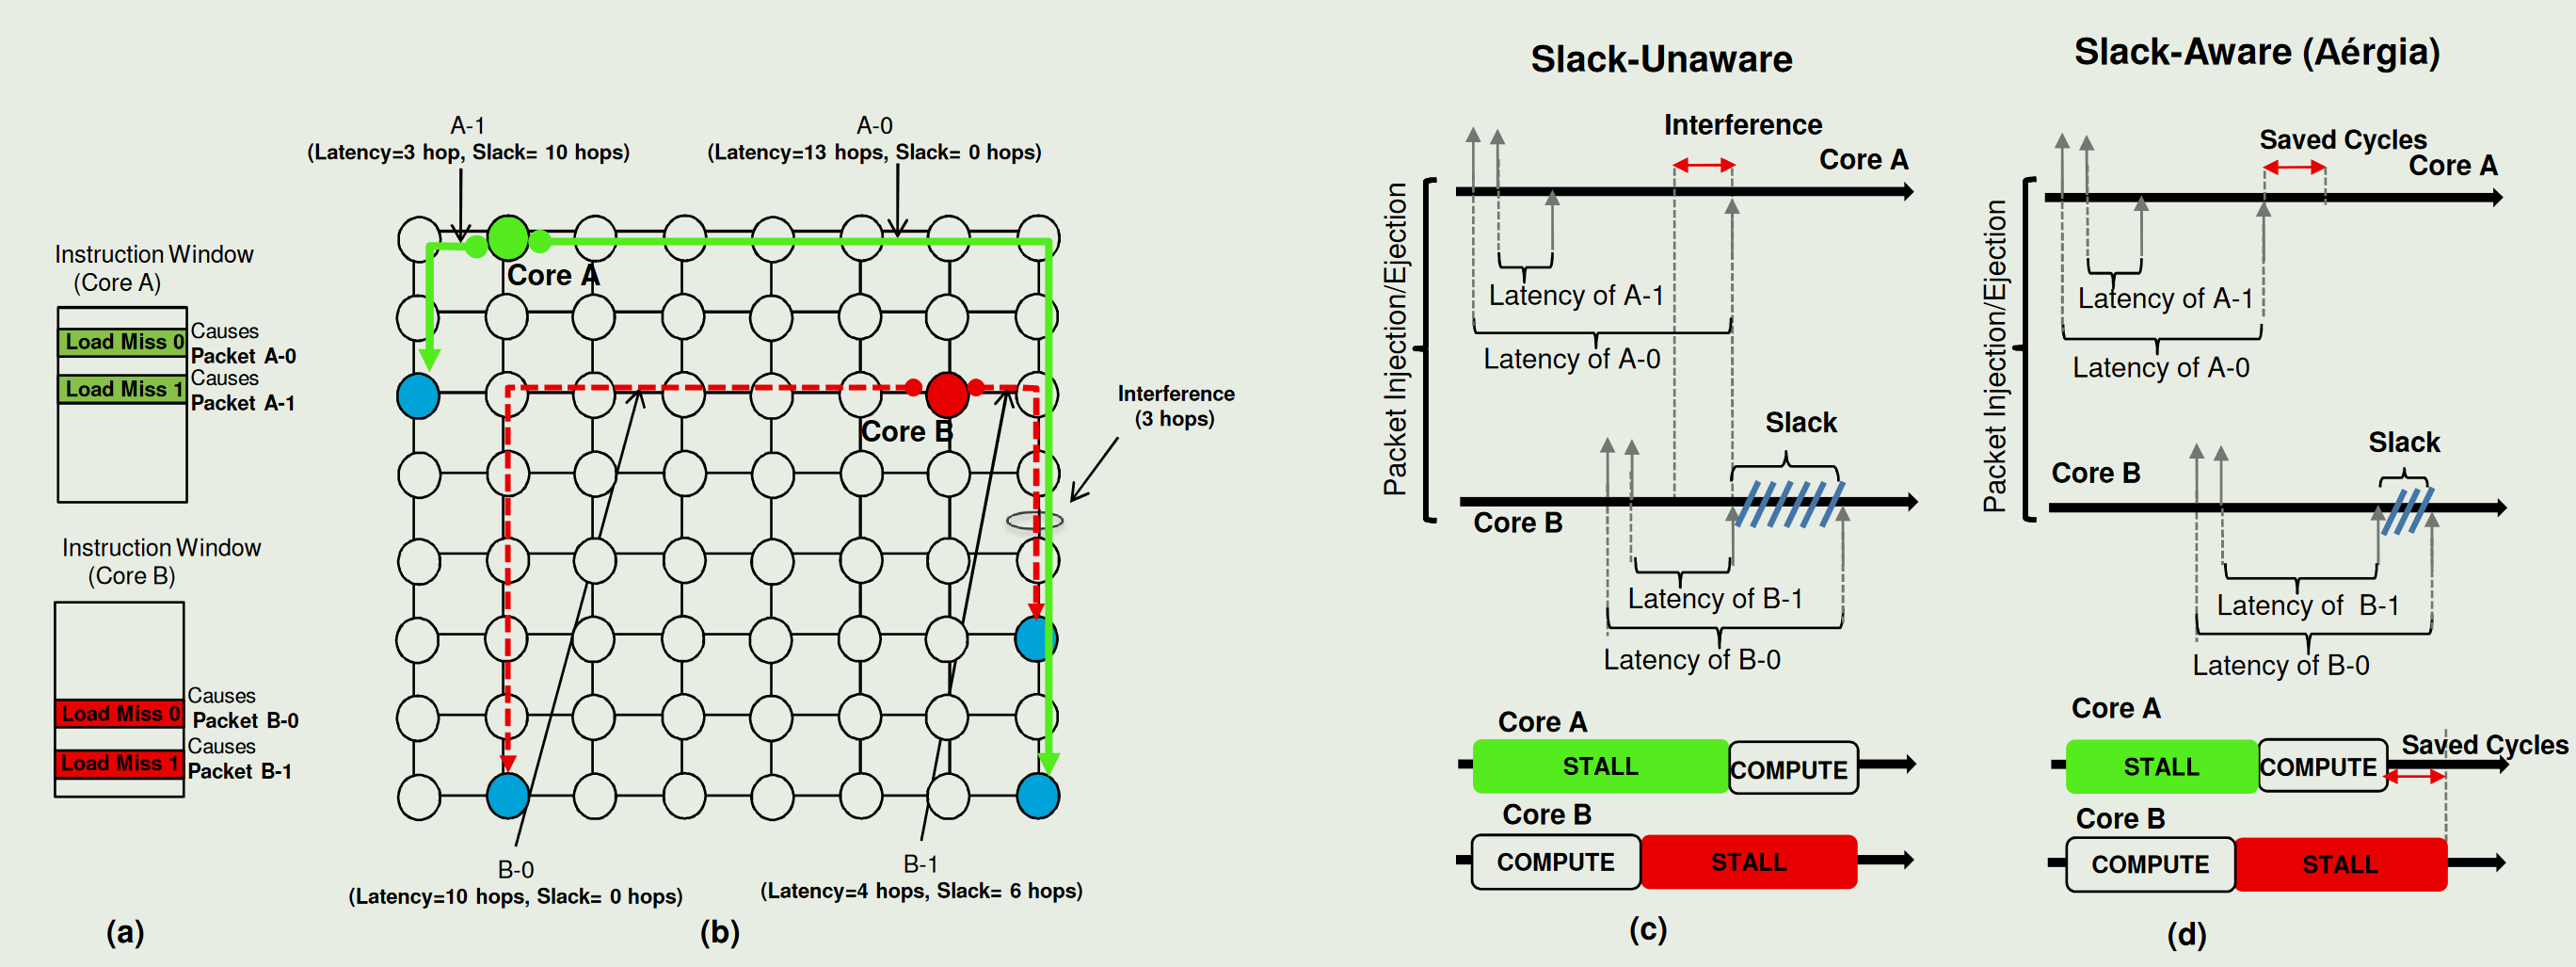 Instruction Window
(Core A)
Load Miss 0
Causes
Packet A-0
Load Miss 1
Causes
Packet A-1
Instruction Window
(Core B)
Load Miss 0
Causes
Packet B-0
Load Miss 1
Causes
Packet B-1
(a)
A-1
(Latency=3 hop, Slack= 10 hops)
A-0
(Latency=13 hops, Slack= 0 hops)
Core A
Core B
Interference
(3 hops)
B-0
(Latency=10 hops, Slack= 0 hops)
B-1
(Latency=4 hops, Slack= 6 hops)
(b)
Slack-Unaware
Packet Injection/Ejection
Interference
Core A
Latency of A-1
Latency of A-0
Slack
Core B
Latency of B-1
Latency of B-0
Core A
STALL
COMPUTE
Core B
COMPUTE
STALL
(c)
Slack-Aware (Aérgia)
Packet Injection/Ejection
Saved Cycles
Core A
Latency of A-1
Latency of A-0
Slack
Core B
Latency of B-1
Latency of B-0
Core A
STALL
COMPUTE
Saved Cycles
Core B
COMPUTE
STALL
(d)